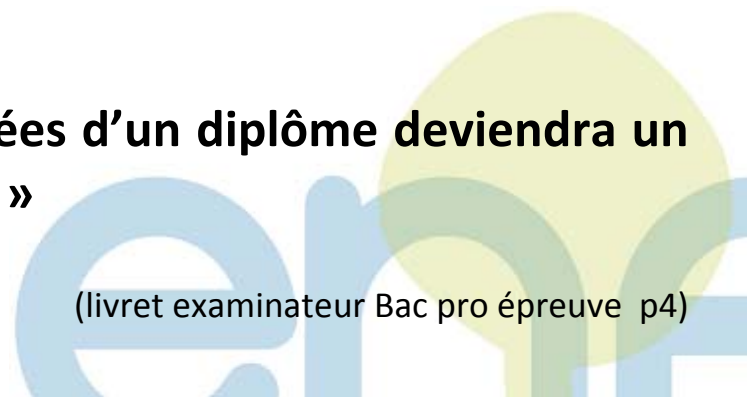 ées d’un diplôme deviendra un
»
(livret examinateur Bac pro épreuve p4)